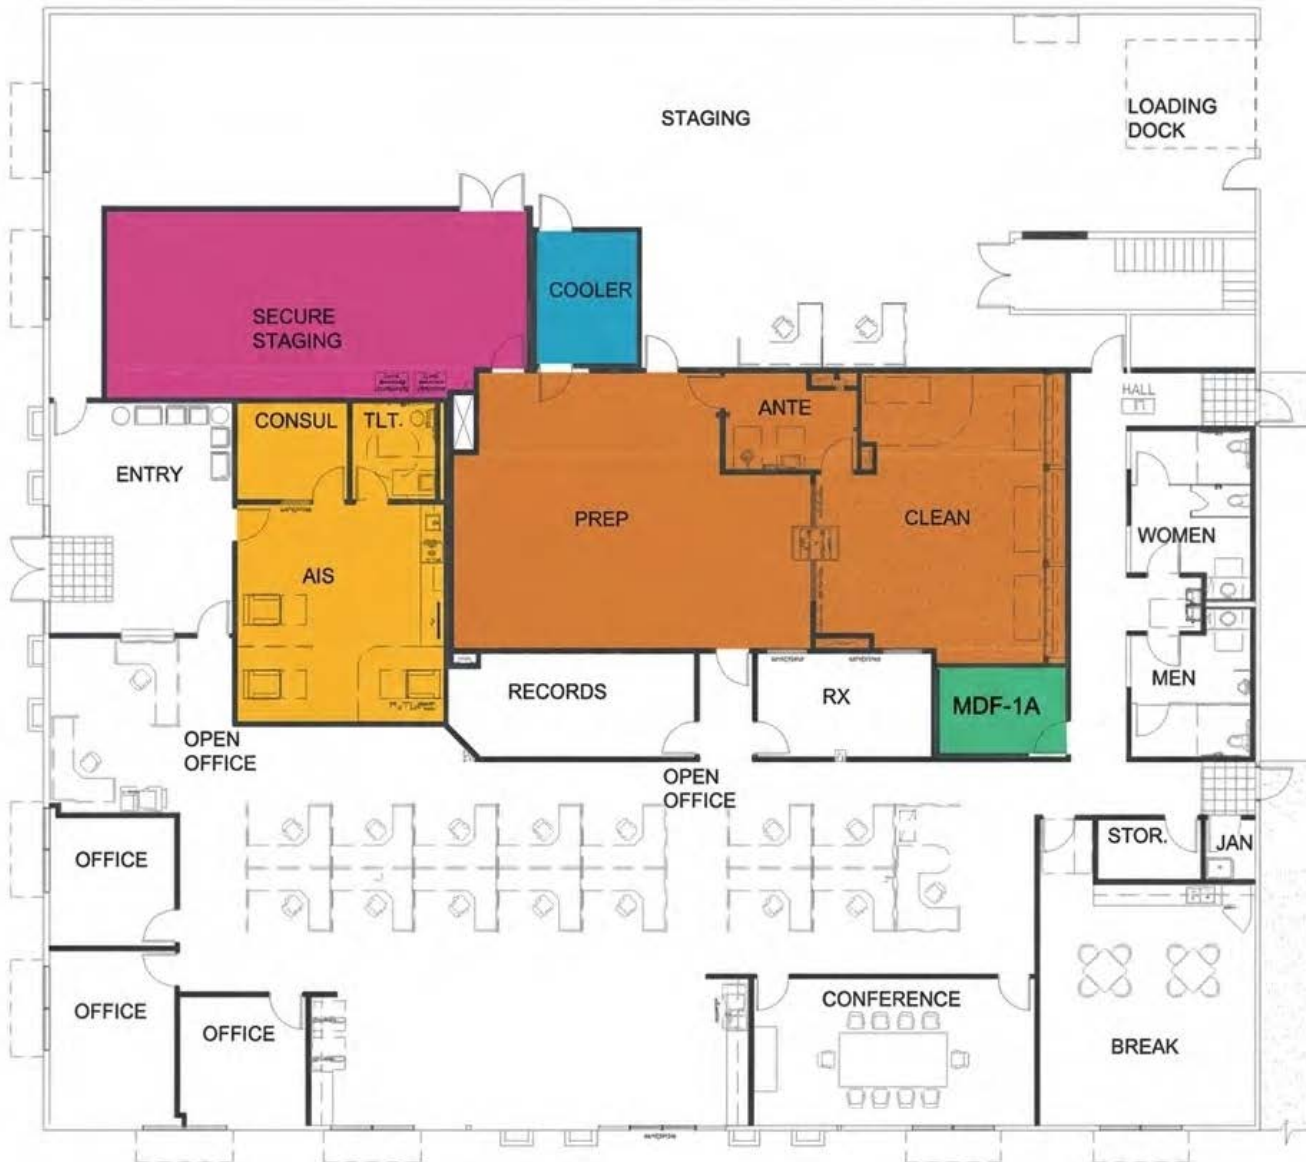 STAGING
LOADING
DOCK
SECURE
STAGING
COOLER
HALL
CONSUL
TLT.
ANTE
ENTRY
PREP
CLEAN
WOMEN
AIS
MEN
RECORDS
RX
MDF-1A
OPEN
OFFICE
OPEN
OFFICE
OFFICE
STOR.
JAN
OFFICE
OFFICE
CONFERENCE
BREAK